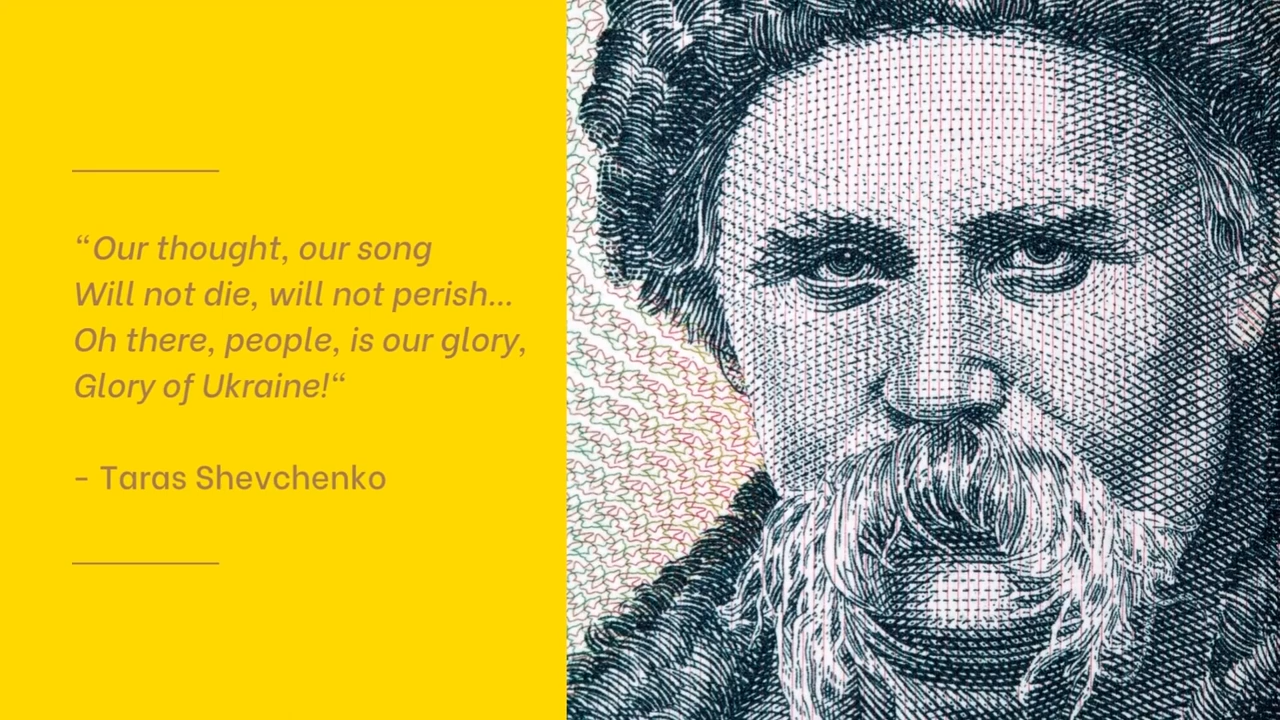 “Our thought, our song
Will not die, will not perish...
Oh there, people, is our glory,
Glory of Ukraine!“
- Taras Shevchenko